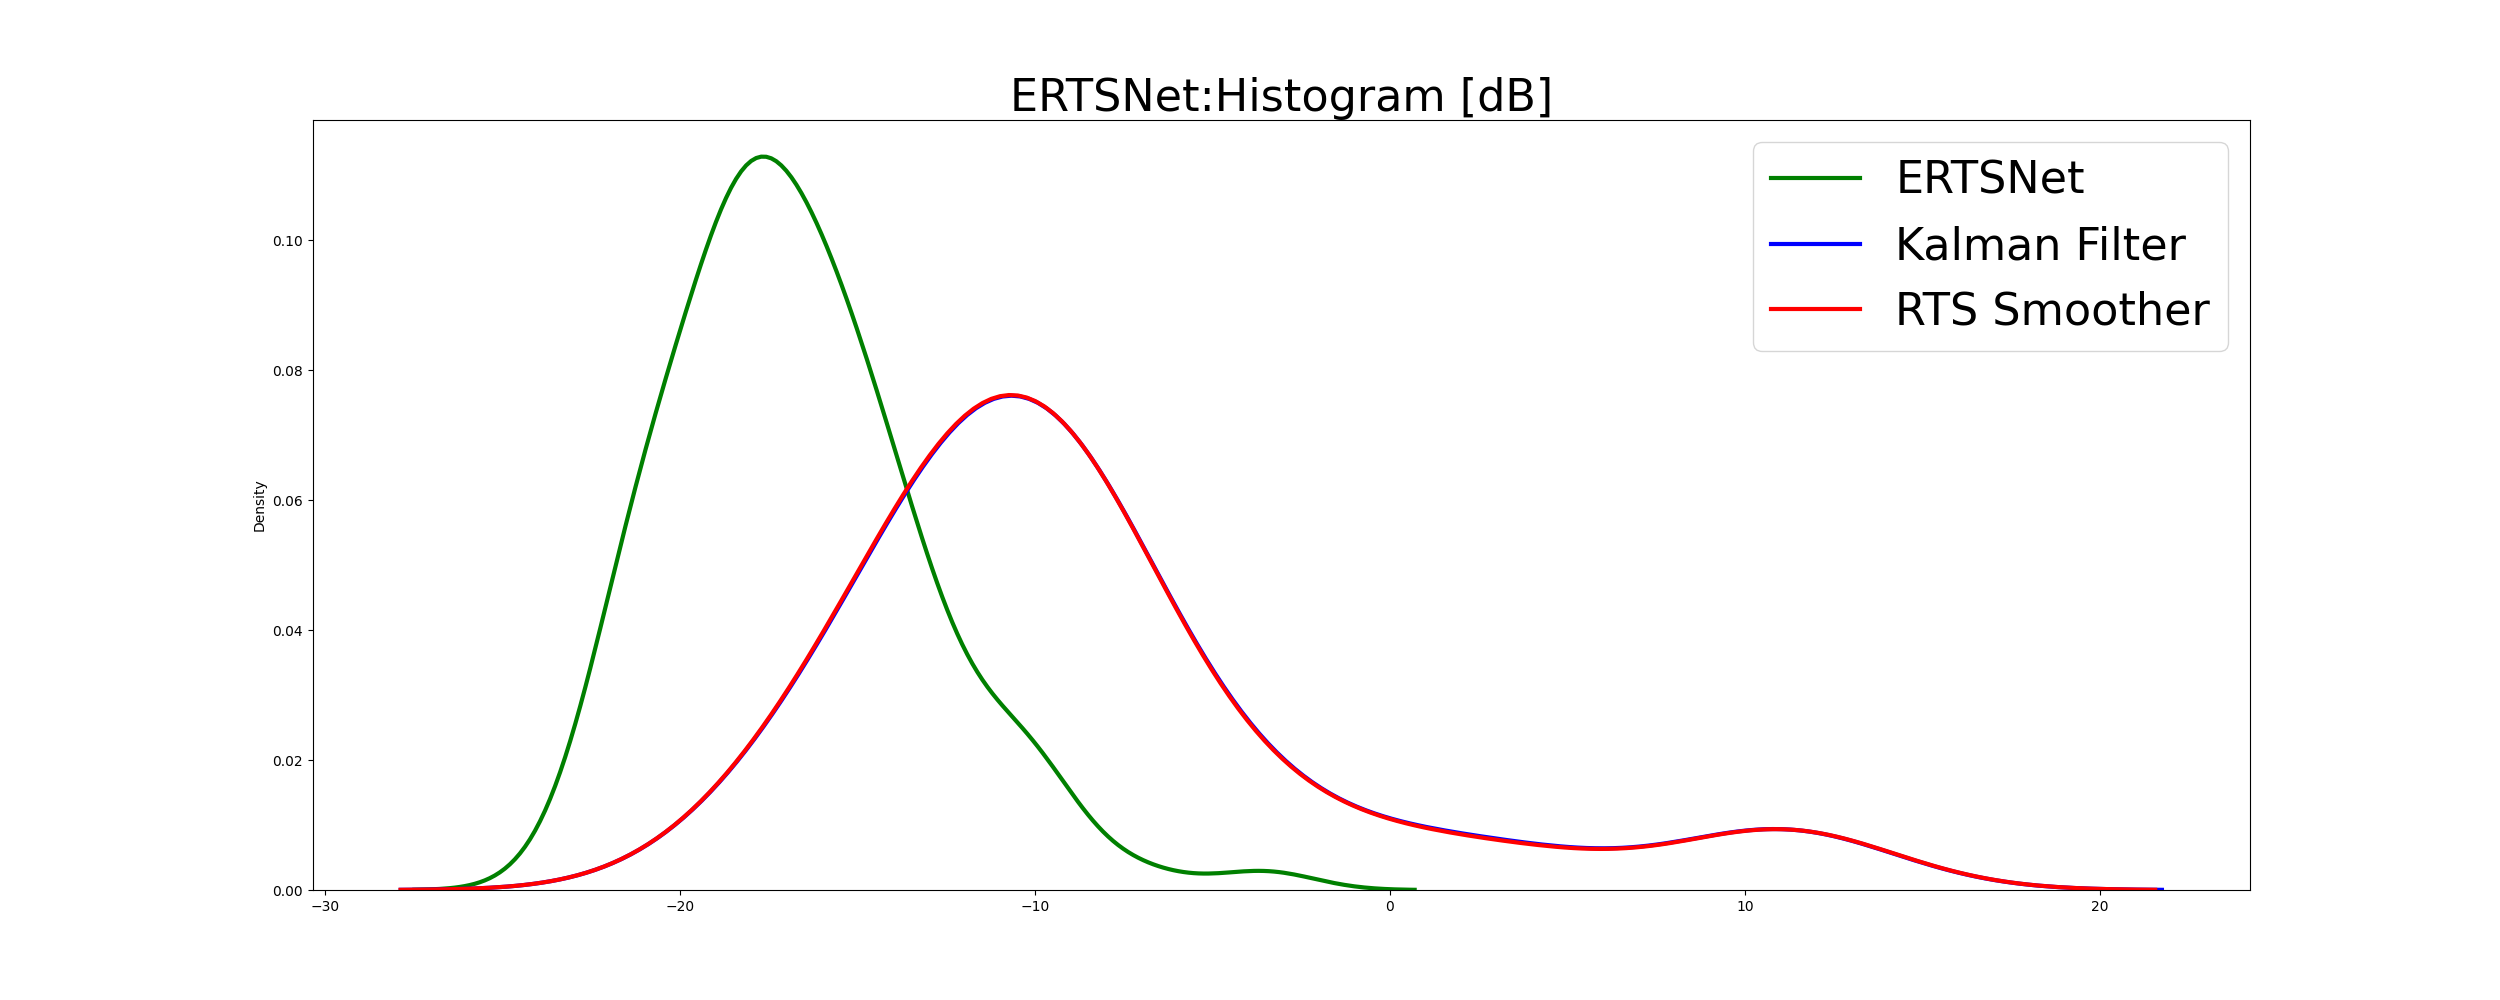 ERTSNet:Histogram [dB]
ERTSNet
Kalman Filter
RTS Smoother
Density
0.10
0.08
0.06
0.04
0.02
0.00
−30 −20 −10 0 10 20